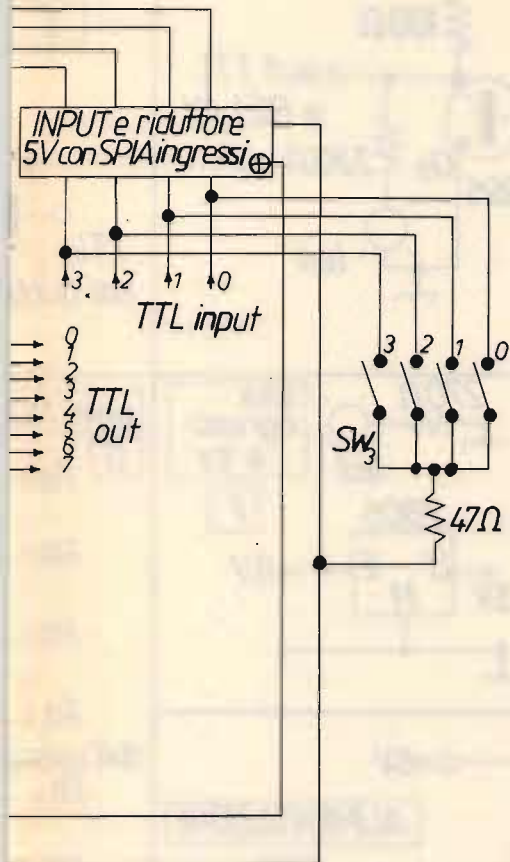 INPUT e riduttore
5V con SPIA ingressi
3 2 1 0
TTL input
3 2 1 0
0
1
2
3
4
5
6
7
TTL
out
SW3
47Ω